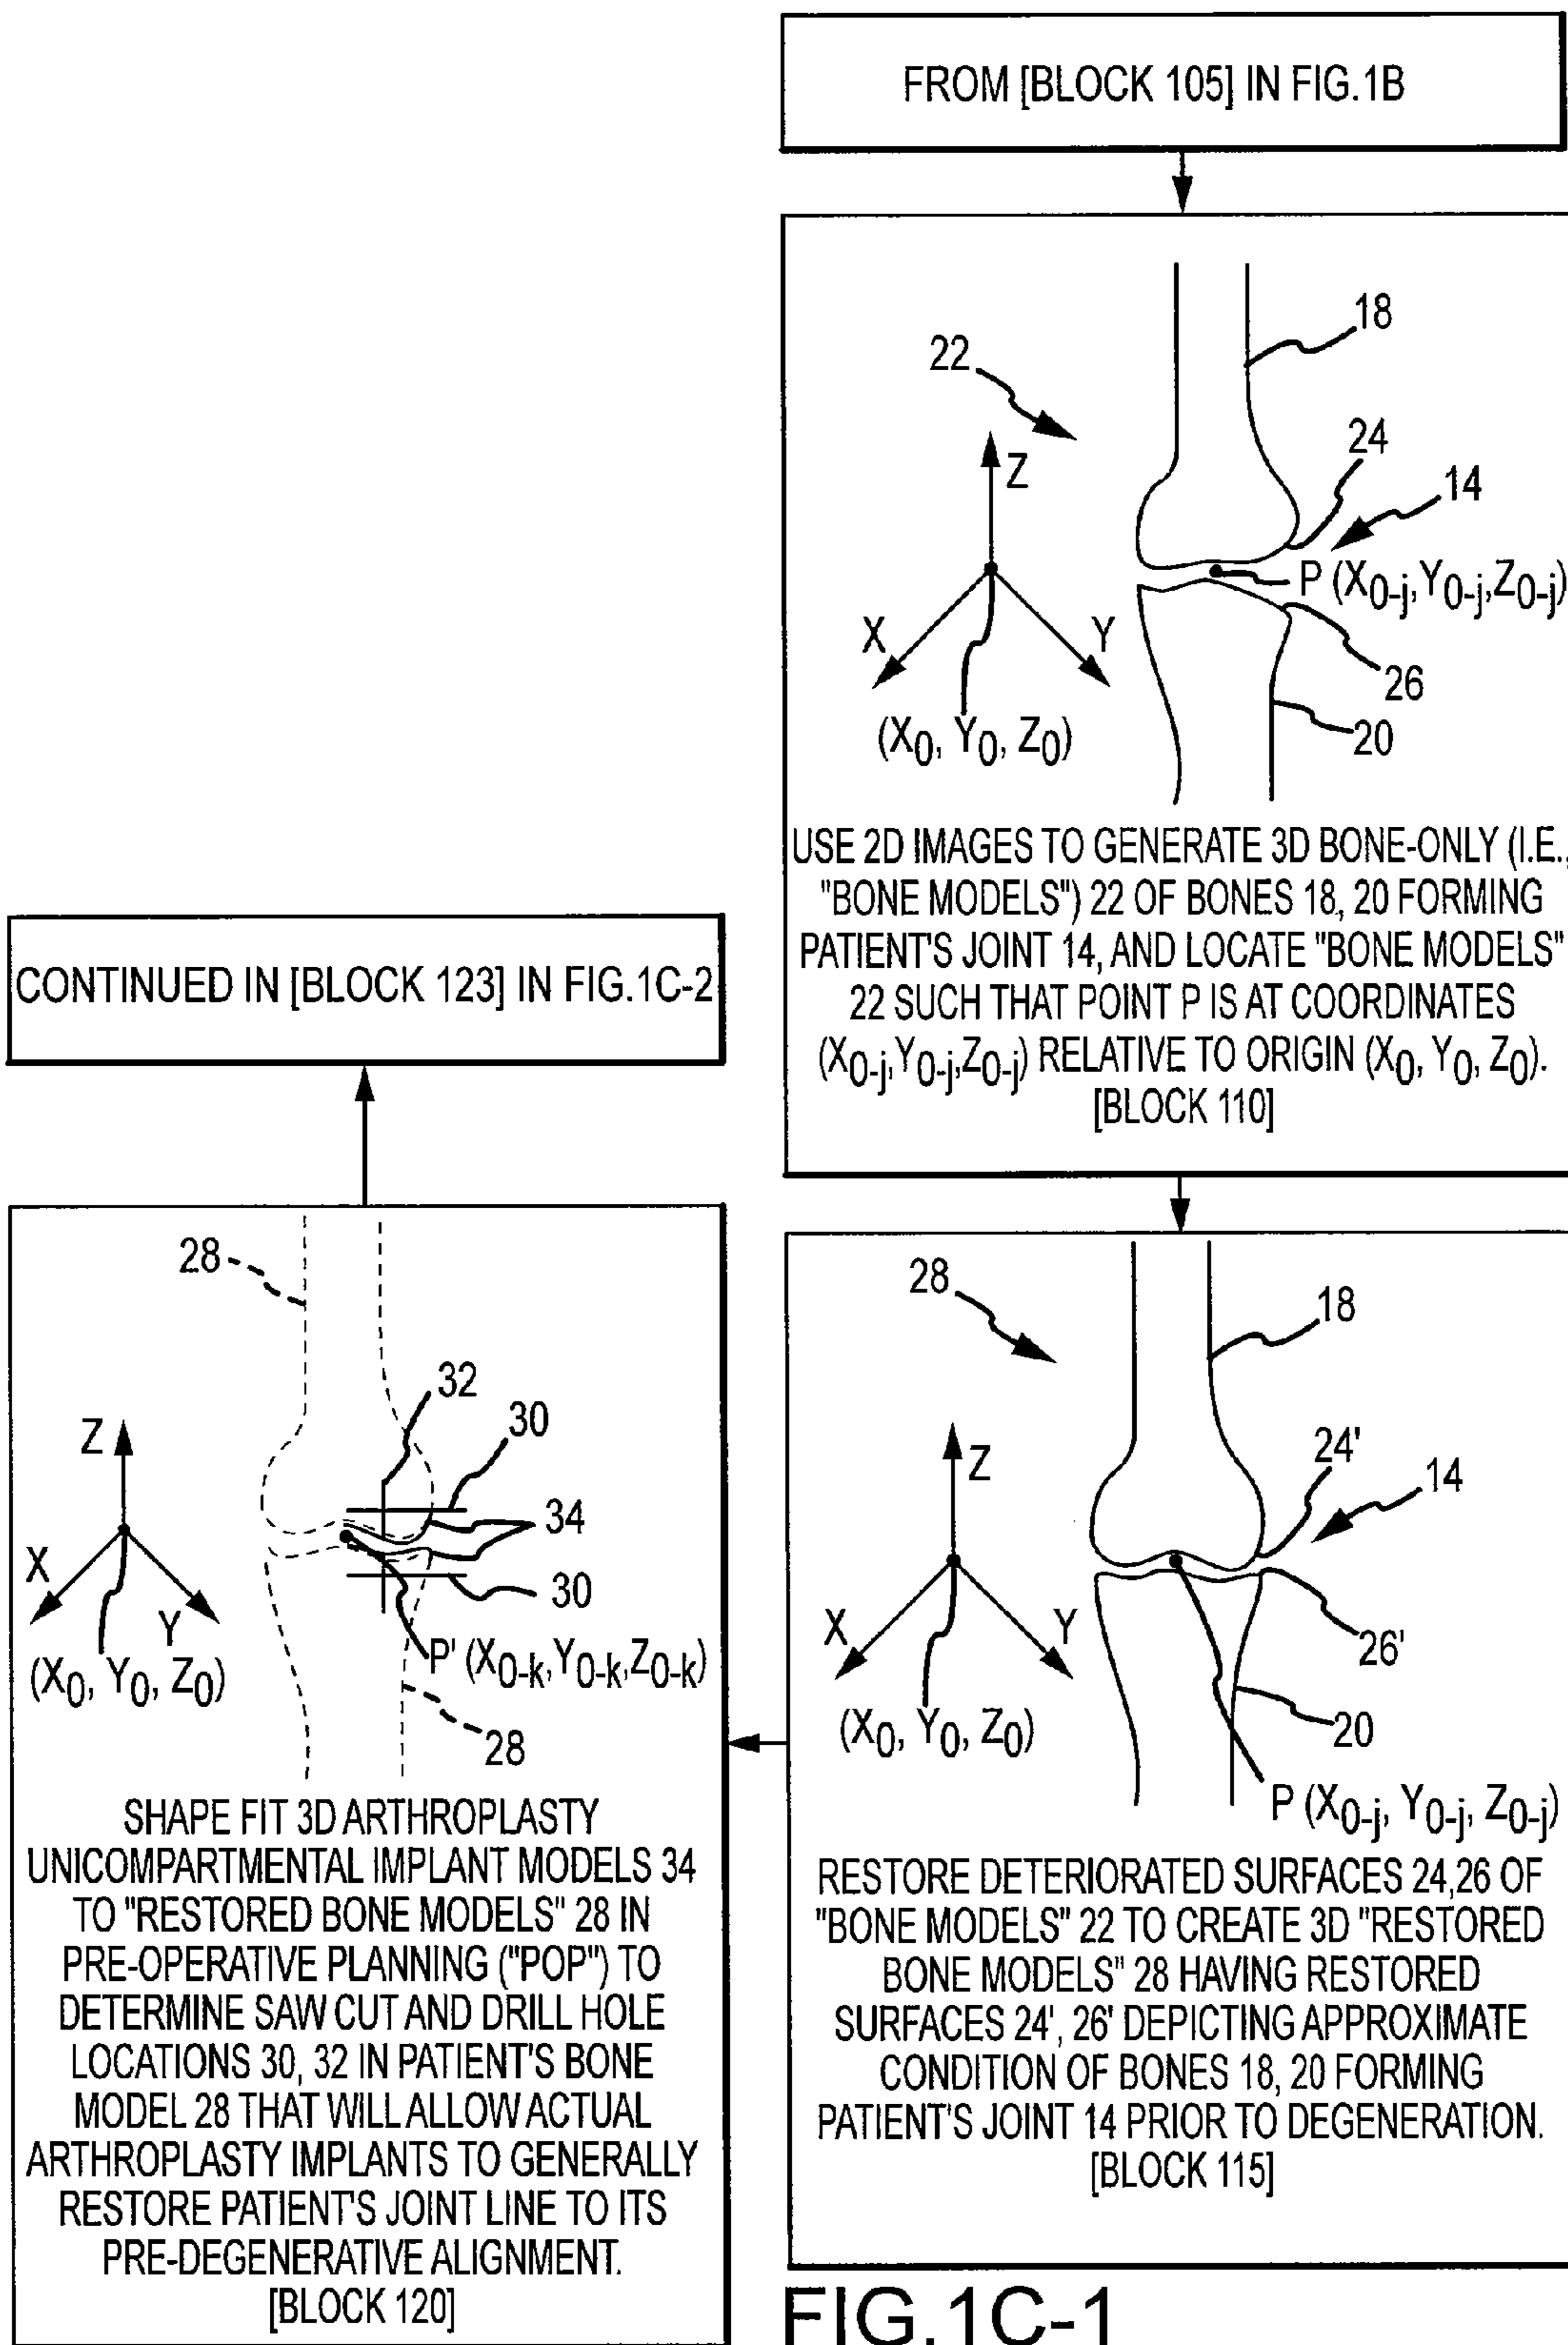 FROM [BLOCK 105] IN FIG.1B
18
22
24
14
Z
P (X0-j,Y0-j,Z0-j)
X
Y
26
(X0, Y0, Z0)
20
USE 2D IMAGES TO GENERATE 3D BONE-ONLY (I.E.,
"BONE MODELS") 22 OF BONES 18, 20 FORMING
PATIENT'S JOINT 14, AND LOCATE "BONE MODELS"
22 SUCH THAT POINT P IS AT COORDINATES
(X0-j,Y0-j,Z0-j) RELATIVE TO ORIGIN (X0, Y0, Z0).
[BLOCK 110]
28
18
24'
14
Z
X
Y
26'
(X0, Y0, Z0)
20
P (X0-j, Y0-j, Z0-j)
RESTORE DETERIORATED SURFACES 24,26 OF
"BONE MODELS" 22 TO CREATE 3D "RESTORED
BONE MODELS" 28 HAVING RESTORED
SURFACES 24', 26' DEPICTING APPROXIMATE
CONDITION OF BONES 18, 20 FORMING
PATIENT'S JOINT 14 PRIOR TO DEGENERATION.
[BLOCK 115]
28
32
30
Z
34
X
30
Y
P' (X0-k,Y0-k,Z0-k)
(X0, Y0, Z0)
28
SHAPE FIT 3D ARTHROPLASTY
UNICOMPARTMENTAL IMPLANT MODELS 34
TO "RESTORED BONE MODELS" 28 IN
PRE-OPERATIVE PLANNING ("POP") TO
DETERMINE SAW CUT AND DRILL HOLE
LOCATIONS 30, 32 IN PATIENT'S BONE
MODEL 28 THAT WILL ALLOW ACTUAL
ARTHROPLASTY IMPLANTS TO GENERALLY
RESTORE PATIENT'S JOINT LINE TO ITS
PRE-DEGENERATIVE ALIGNMENT.
[BLOCK 120]
CONTINUED IN [BLOCK 123] IN FIG.1C-2
FIG.1C-1